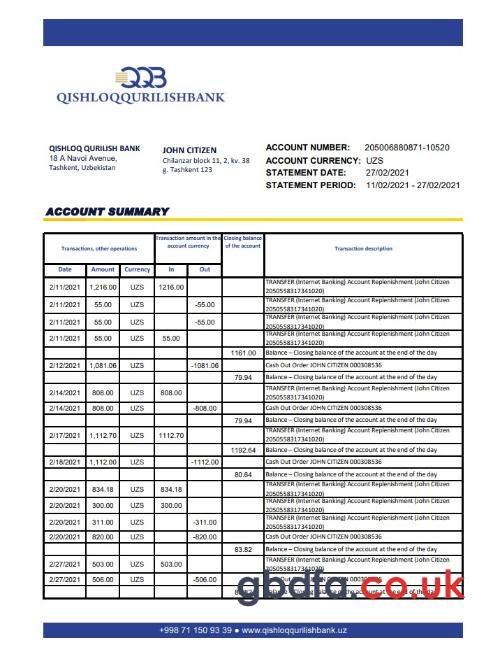 QQB
QISHLOQQURILISHBANK
QISHLOQ QURILISH BANK
18 A Navoi Avenue,
Tashkent, Uzbekistan
JOHN CITIZEN
Chilanzar block 11, 2, kv. 38
g. Tashkent 123
ACCOUNT NUMBER: 205006880871-10520
ACCOUNT CURRENCY: UZS
STATEMENT DATE: 27/02/2021
STATEMENT PERIOD: 11/02/2021 - 27/02/2021
ACCOUNT SUMMARY
Transactions, other operations
Transaction amount in the
account currency
Closing balance
of the account
Transaction description
Date Amount Currency In Out
2/11/2021 1,216.00 UZS 1216.00 TRANSFER (Internet Banking) Account Replenishment (John Citizen
2050558317341020)
2/11/2021 55.00 UZS -55.00 TRANSFER (Internet Banking) Account Replenishment (John Citizen
2050558317341020)
2/11/2021 55.00 UZS -55.00 TRANSFER (Internet Banking) Account Replenishment (John Citizen
2050558317341020)
2/11/2021 55.00 UZS 55.00 TRANSFER (Internet Banking) Account Replenishment (John Citizen
2050558317341020)
1161.00 Balance – Closing balance of the account at the end of the day
2/12/2021 1,081.06 UZS -1081.06 Cash Out Order JOHN CITIZEN 000308536
79.94 Balance – Closing balance of the account at the end of the day
2/14/2021 808.00 UZS 808.00 TRANSFER (Internet Banking) Account Replenishment (John Citizen
2050558317341020)
2/14/2021 808.00 UZS -808.00 Cash Out Order JOHN CITIZEN 000308536
79.94 Balance – Closing balance of the account at the end of the day
2/17/2021 1,112.70 UZS 1112.70 TRANSFER (Internet Banking) Account Replenishment (John Citizen
2050558317341020)
1192.64 Balance – Closing balance of the account at the end of the day
2/18/2021 1,112.00 UZS -1112.00 Cash Out Order JOHN CITIZEN 000308536
80.64 Balance – Closing balance of the account at the end of the day
2/20/2021 834.18 UZS 834.18 TRANSFER (Internet Banking) Account Replenishment (John Citizen
2050558317341020)
2/20/2021 300.00 UZS 300.00 TRANSFER (Internet Banking) Account Replenishment (John Citizen
2050558317341020)
2/20/2021 311.00 UZS -311.00 TRANSFER (Internet Banking) Account Replenishment (John Citizen
2050558317341020)
2/20/2021 820.00 UZS -820.00 Cash Out Order JOHN CITIZEN 000308536
83.82 Balance – Closing balance of the account at the end of the day
2/27/2021 503.00 UZS 503.00 TRANSFER (Internet Banking) Account Replenishment (John Citizen
2050558317341020)
2/27/2021 506.00 UZS -506.00 Out
Closing balance of the account at the end of the day
gbdia.co.uk
+998 71 150 93 39 ● www.qishloqqurilishbank.uz